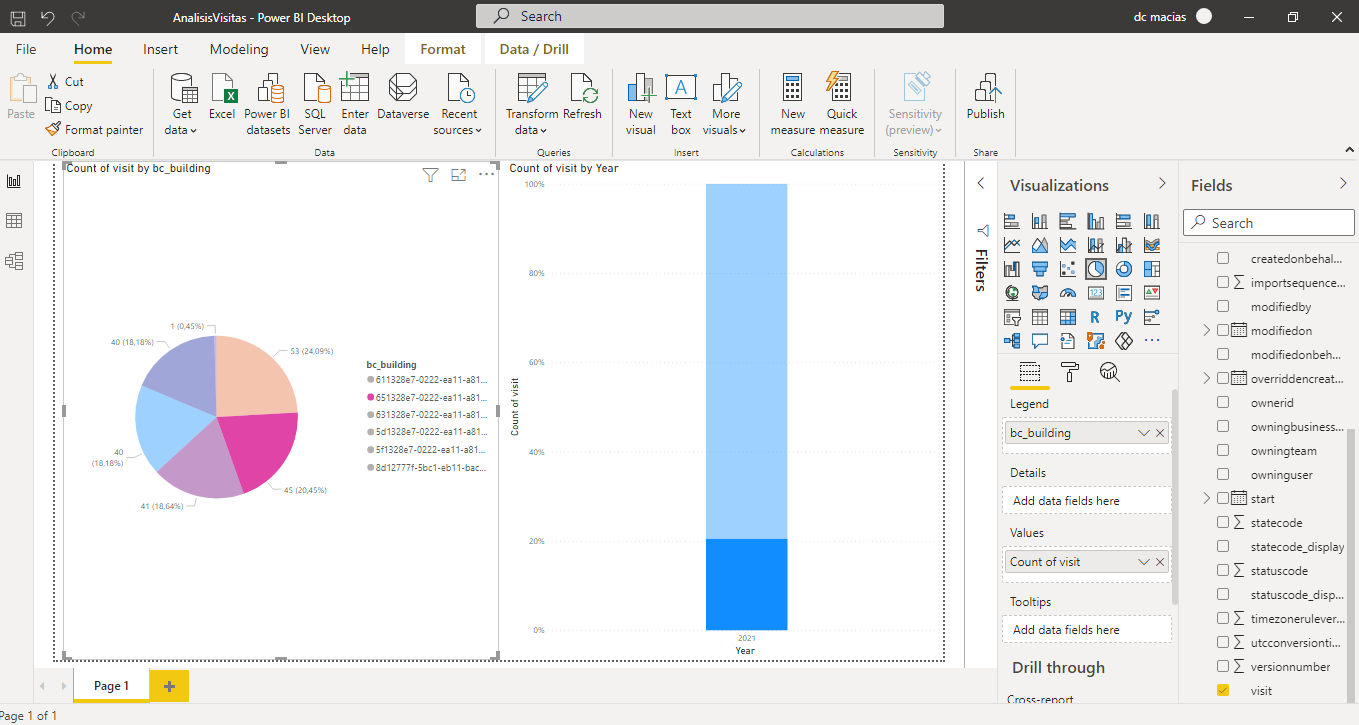 AnalisisVisitas - Power BI Desktop
Search
dc macias
File Home Insert Modeling View Help Format Data / Drill
Paste
Cut
Copy
Format painter
Clipboard
Get data
Excel
Power BI datasets
SQL Server
Enter data
Dataverse
Recent sources
Data
Transform data
Refresh
Queries
New visual
Text box
More visuals
Insert
New measure
Quick measure
Calculations
Sensitivity (preview)
Sensitivity
Publish
Share
Count of visit by bc_building
1 (0,45%)
40 (18,18%)
53 (24,09%)
40
(18,18%)
41 (18,64%)
45 (20,45%)
bc_building
611328e7-0222-ea11-a81...
651328e7-0222-ea11-a81...
631328e7-0222-ea11-a81...
5d1328e7-0222-ea11-a81...
5f1328e7-0222-ea11-a81...
8d12777f-5bc1-eb11-bac...
Count of visit by Year
100%
80%
60%
40%
20%
0%
Count of visit
2021
Year
Filters
Visualizations
123
R
Py
Legend
bc_building
Details
Add data fields here
Values
Count of visit
Tooltips
Add data fields here
Drill through
Cross-report
Fields
Search
createdonbehal...
importsequence...
modifiedby
modifiedon
modifiedonbeh...
overriddencreat...
ownerid
owningbusiness...
owningteam
owninguser
start
statecode
statecode_display
statuscode
statuscode_disp...
timezonerulever...
utcconversionti...
versionnumber
visit
Page 1
Page 1 of 1